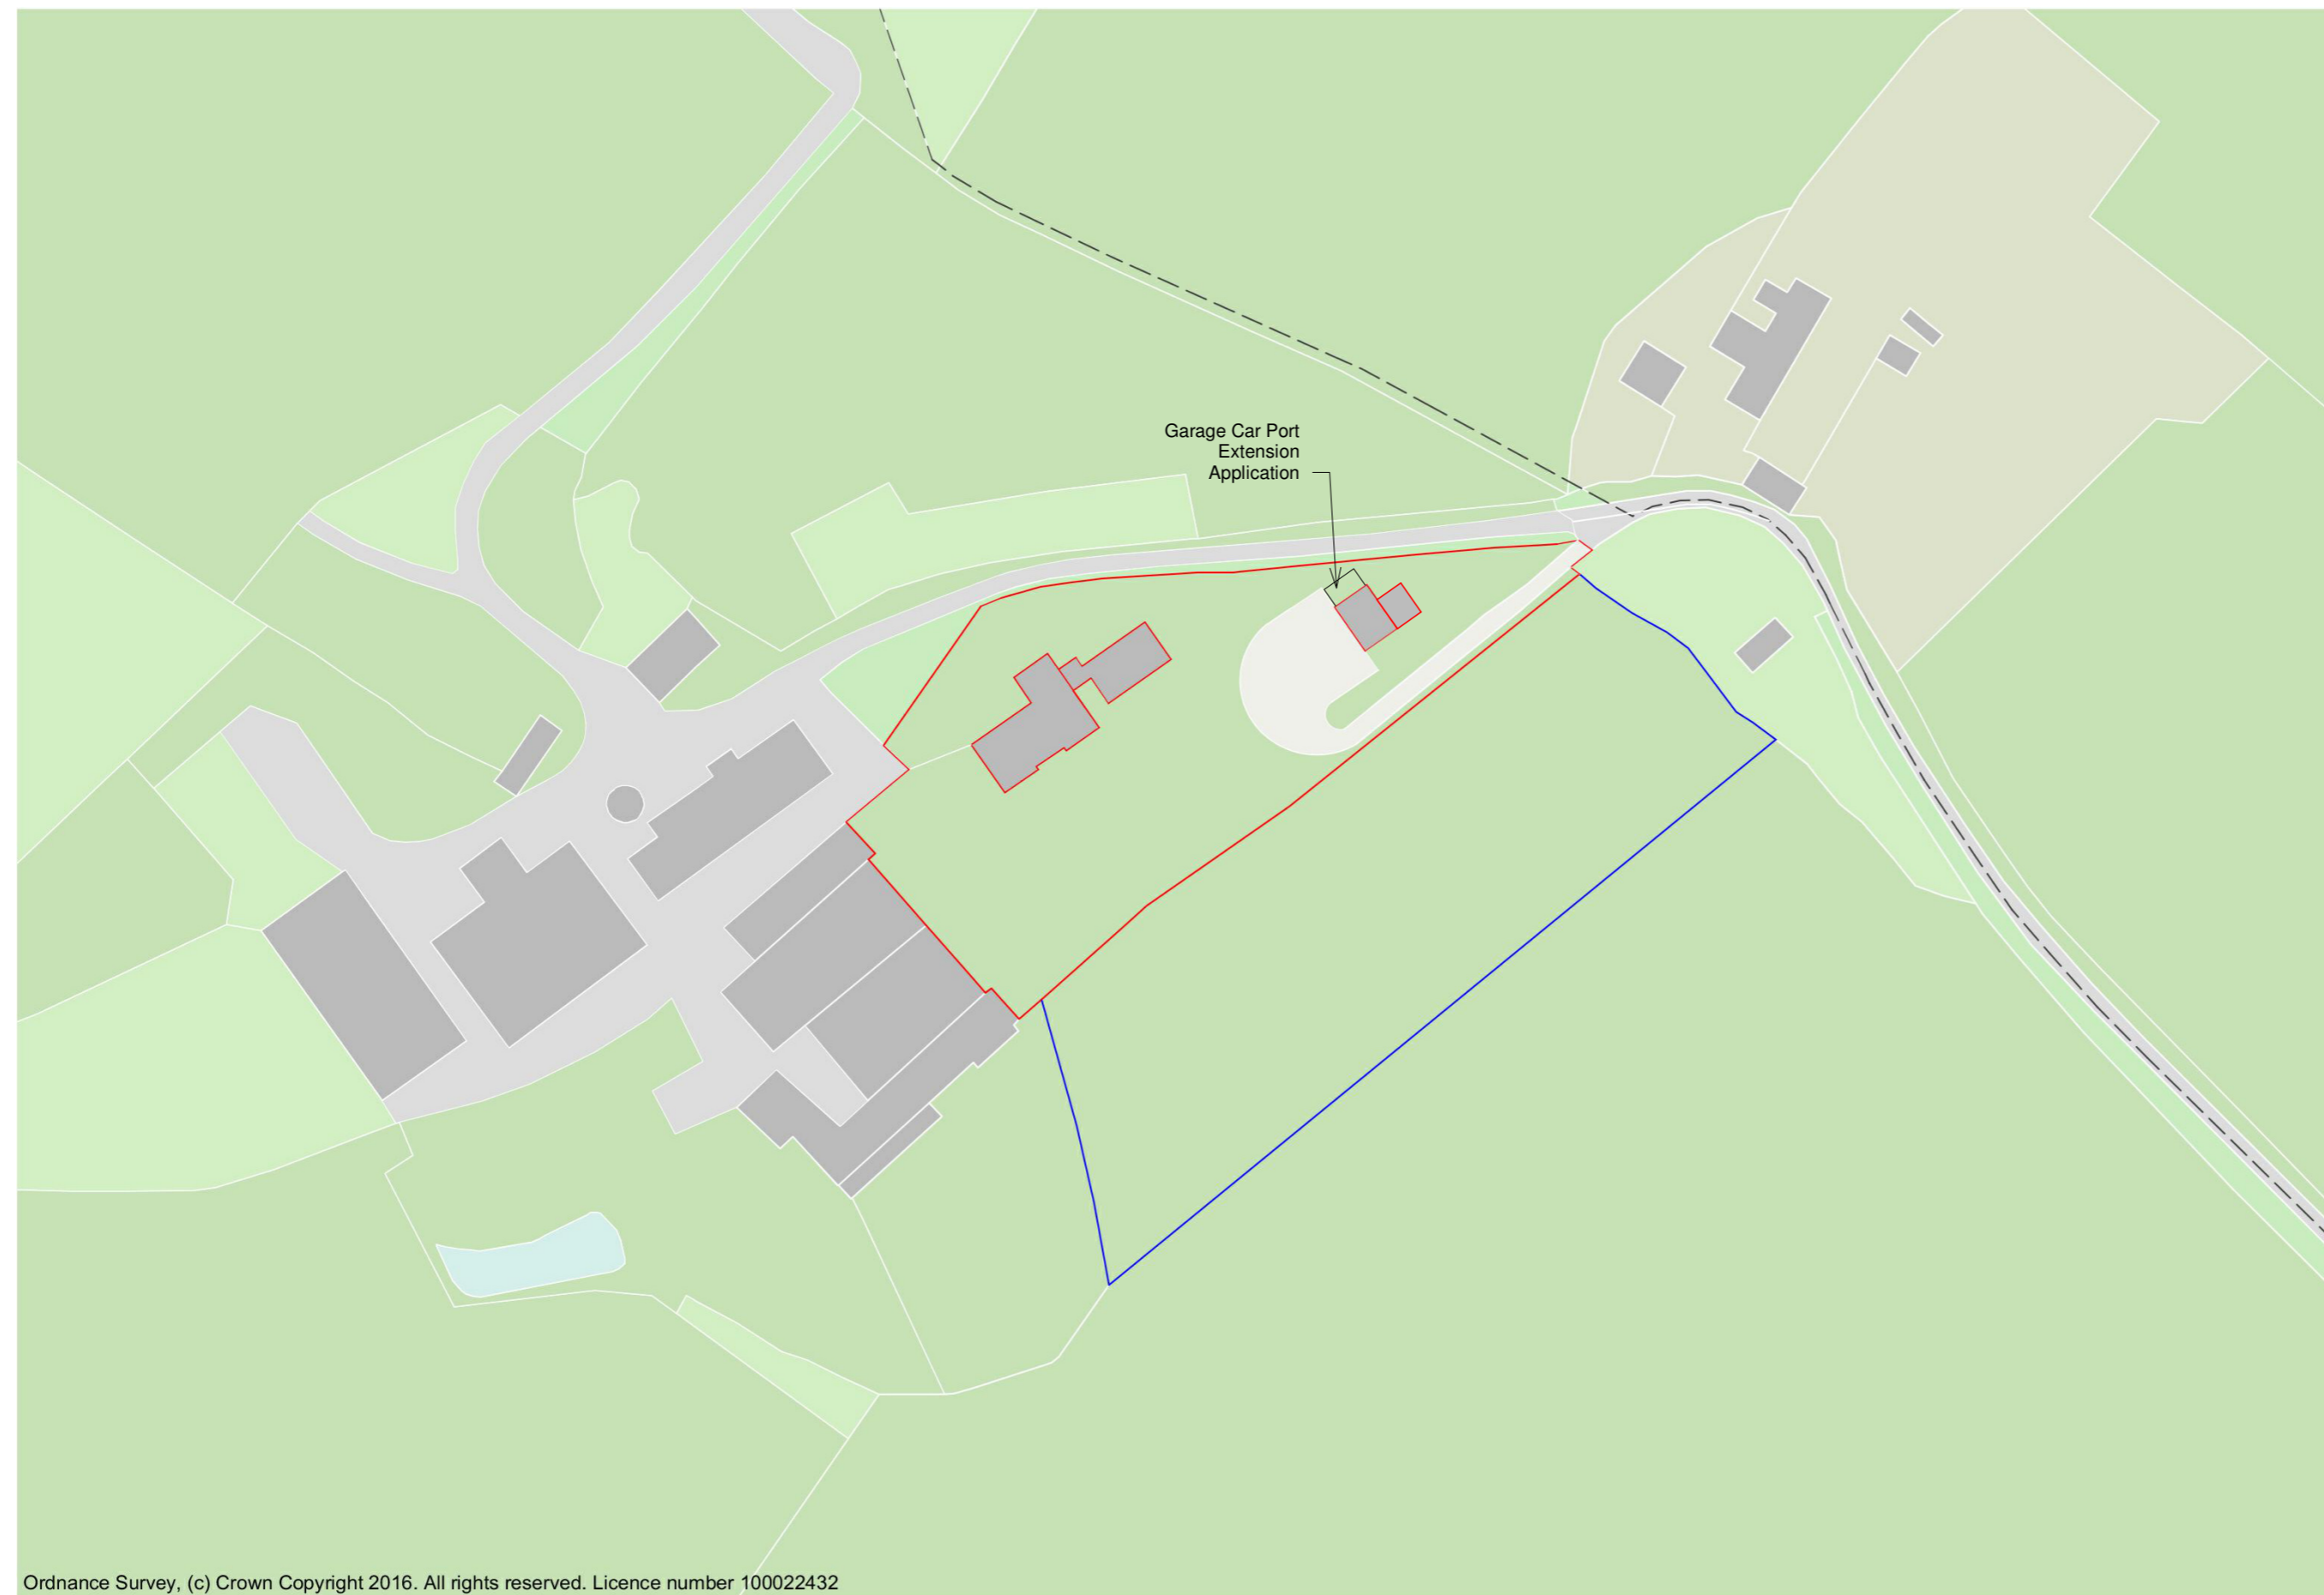 Garage Car Port
Extension
Application
Ordnance Survey, (c) Crown Copyright 2016. All rights reserved. Licence number 100022432